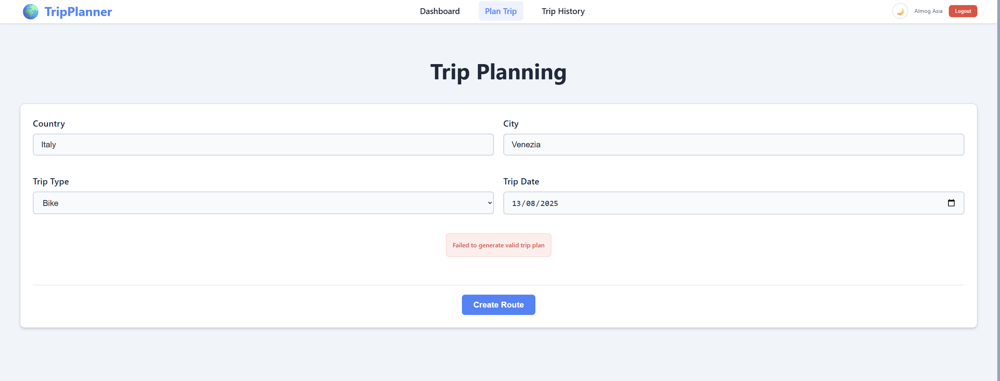 TripPlanner
Dashboard
Plan Trip
Trip History
Almog Asia
Logout
Trip Planning
Country
City
Italy
Venezia
Trip Type
Trip Date
Bike
13/08/2025
Failed to generate valid trip plan
Create Route